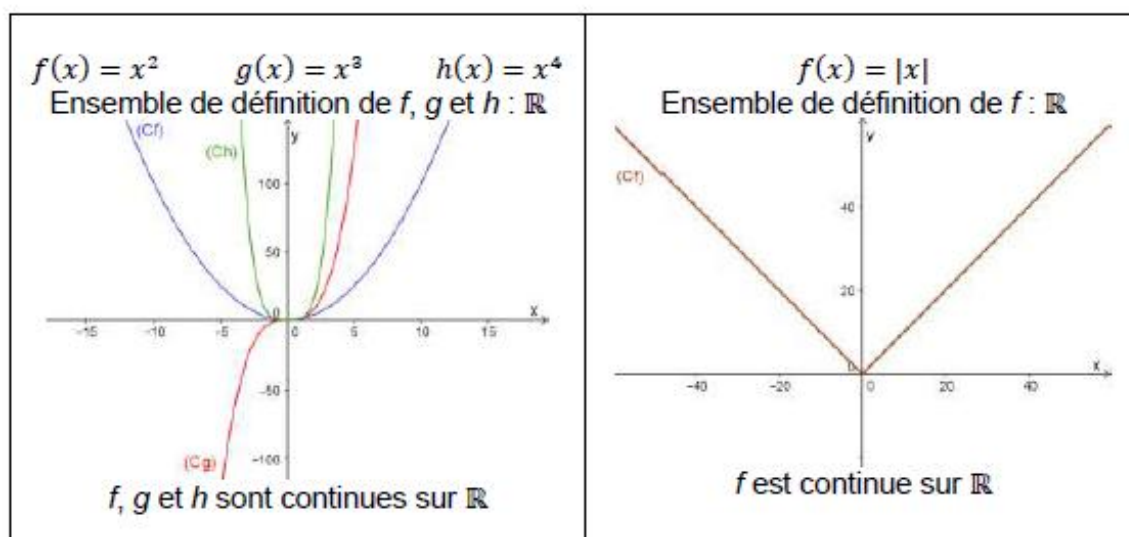 f(x) = x² g(x) = x³ h(x) = x⁴
Ensemble de définition de f, g et h : ℝ
(Cf)
(Ch)
y
100
50
0
x
−15 −10 −5 0 5 10 15
−50
−100
(Cg)
f, g et h sont continues sur ℝ
f(x) = |x|
Ensemble de définition de f : ℝ
y
(Cf)
40
20
0
x
−40 −20 0 20 40
f est continue sur ℝ